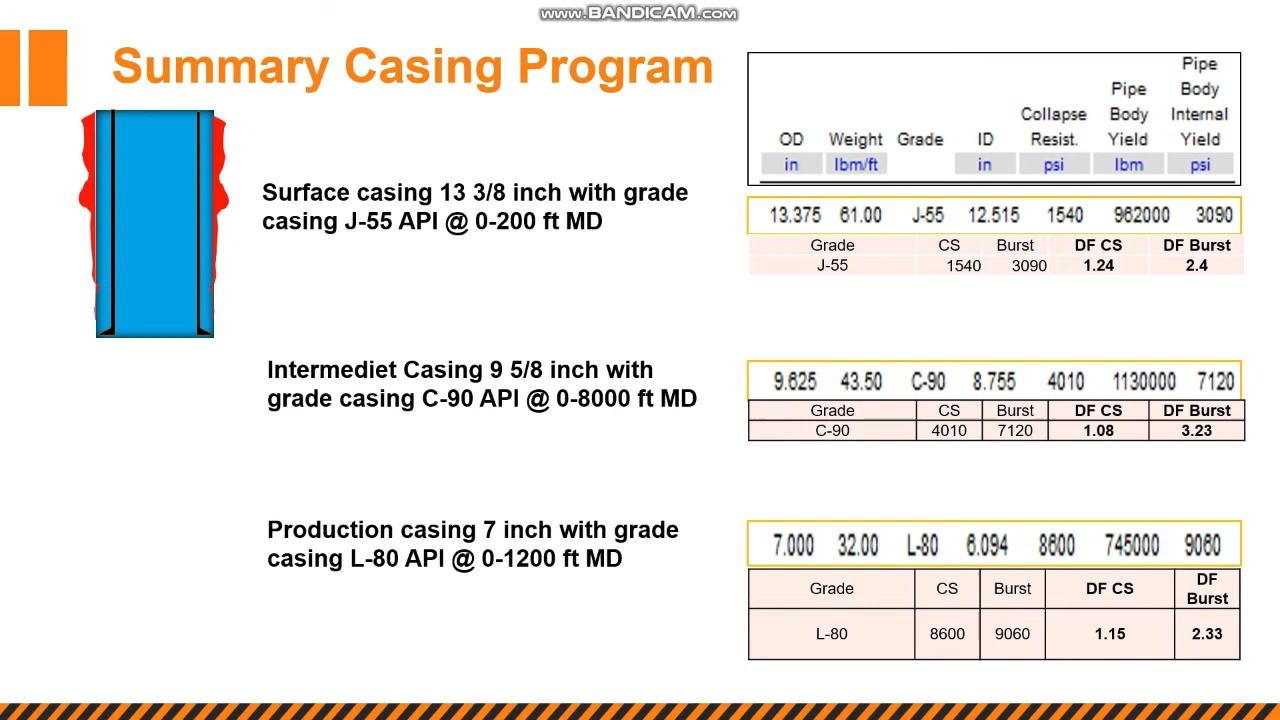 www.BANDICAM.com
Summary Casing Program
Surface casing 13 3/8 inch with grade
casing J-55 API @ 0-200 ft MD
Intermediet Casing 9 5/8 inch with
grade casing C-90 API @ 0-8000 ft MD
Production casing 7 inch with grade
casing L-80 API @ 0-1200 ft MD
Pipe
Pipe Body
Collapse Body Internal
OD Weight Grade ID Resist. Yield Yield
in lbm/ft in psi lbm psi
13.375 61.00 J-55 12.515 1540 962000 3090
Grade CS Burst DF CS DF Burst
J-55 1540 3090 1.24 2.4
9.625 43.50 C-90 8.755 4010 1130000 7120
Grade CS Burst DF CS DF Burst
C-90 4010 7120 1.08 3.23
7.000 32.00 L-80 6.094 8600 745000 9060
Grade CS Burst DF CS DF
Burst
L-80 8600 9060 1.15 2.33